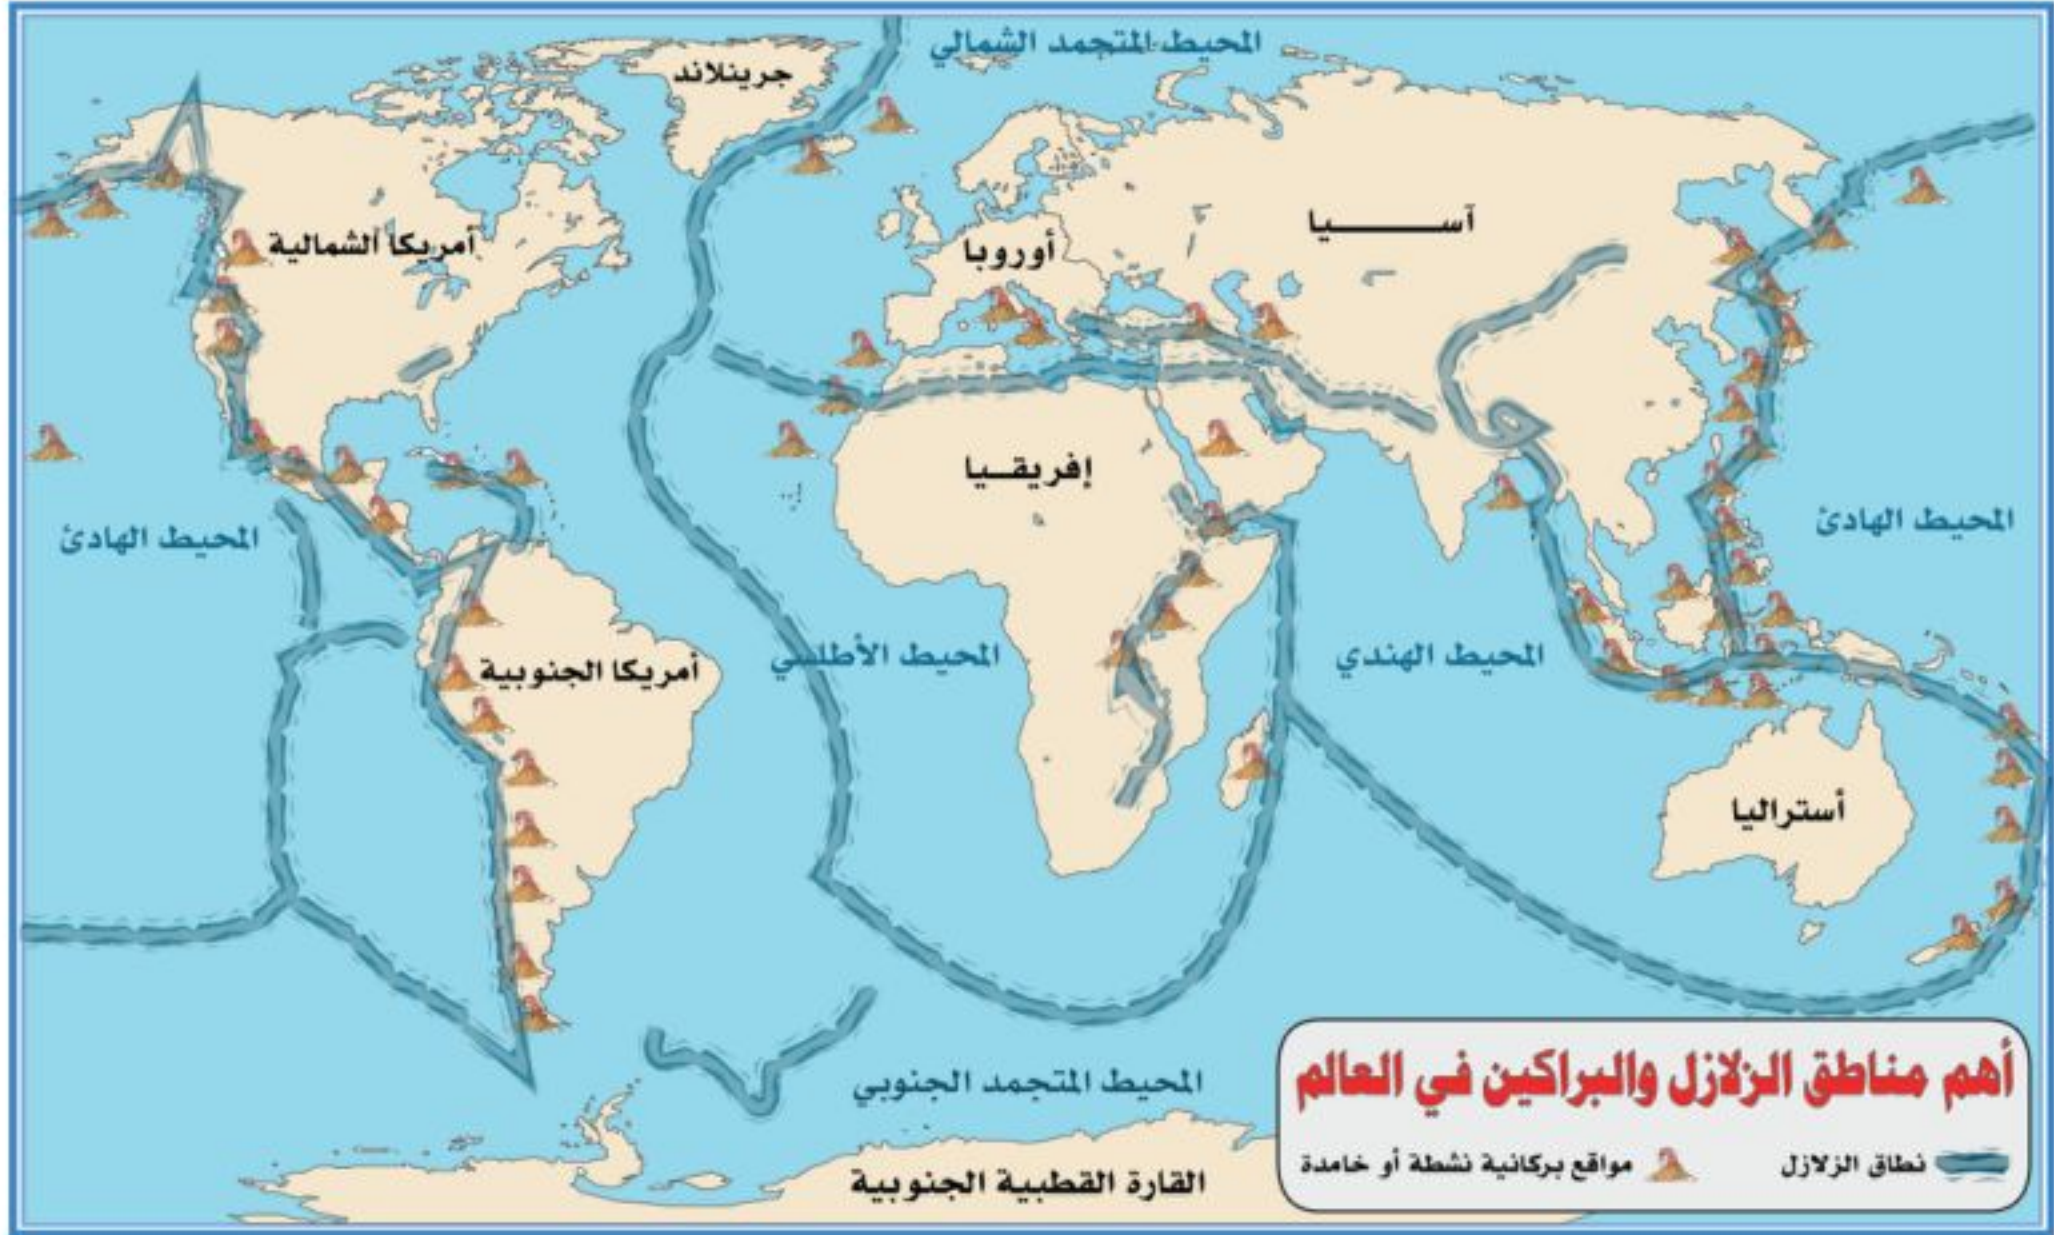 المحيط المتجمد الشمالي
جرينلاند
آسـيا
أوروبا
أمريكا الشمالية
إفريقـيا
المحيط الهادئ
المحيط الهادئ
المحيط الهندي
المحيط الأطلسي
أمريكا الجنوبية
أستراليا
المحيط المتجمد الجنوبي
القارة القطبية الجنوبية
أهم مناطق الزلازل والبراكين في العالم
نطاق الزلازل
مواقع بركانية نشطة أو خامدة